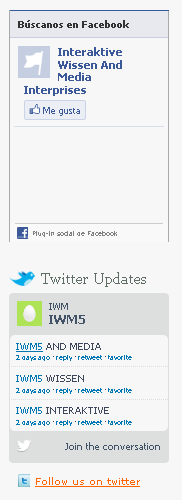 Búscanos en Facebook
Interaktive
Wissen And
Media
Interprises
Me gusta
Plug-in social de Facebook
Twitter Updates
IWM
IWM5
IWM5 AND MEDIA
2 days ago · reply · retweet · favorite
IWM5 WISSEN
2 days ago · reply · retweet · favorite
IWM5 INTERAKTIVE
2 days ago · reply · retweet · favorite
Join the conversation
Follow us on twitter